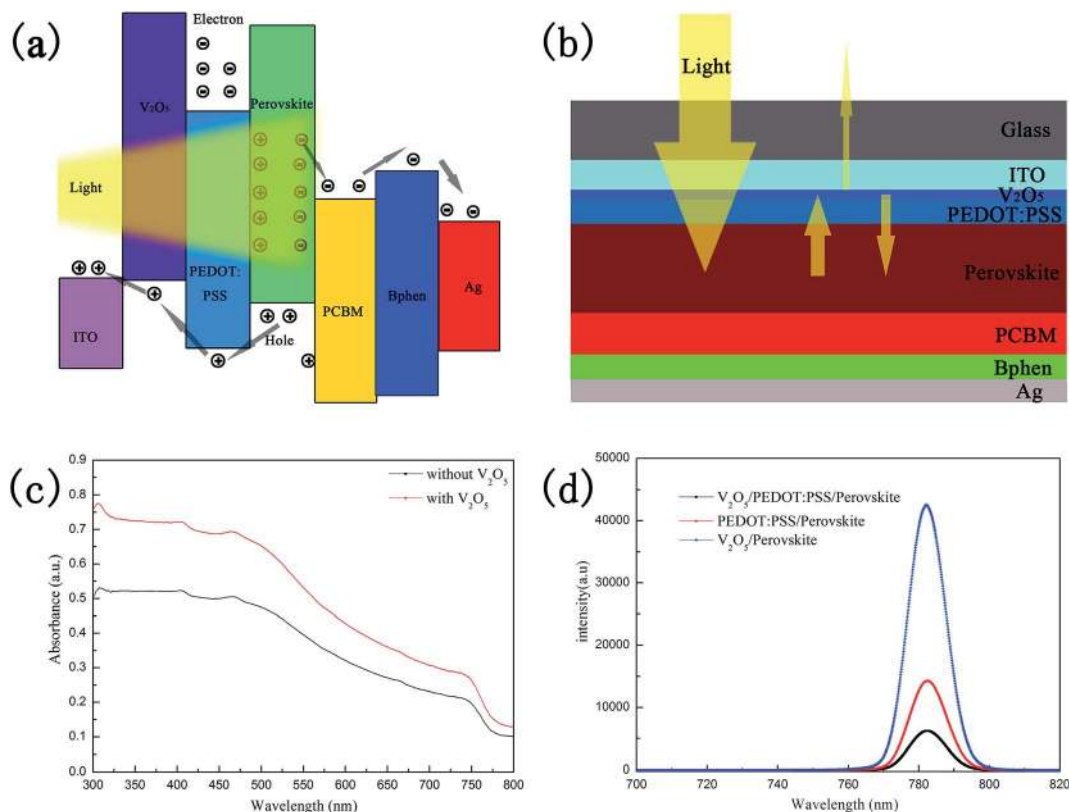 (a)
Electron
V₂O₅
Perovskite
Light
PEDOT:
PSS
ITO
Hole
PCBM
Bphen
Ag
(b)
Light
Glass
ITO
V₂O₅
PEDOT:PSS
Perovskite
PCBM
Bphen
Ag
(c)
0.9
0.8
0.7
0.6
0.5
0.4
0.3
0.2
0.1
0.0
Absorbance (a.u.)
without V₂O₅
with V₂O₅
300 350 400 450 500 550 600 650 700 750 800
Wavelength (nm)
(d)
50000
40000
30000
20000
10000
0
intensity(a.u)
V₂O₅/PEDOT:PSS/Perovskite
PEDOT:PSS/Perovskite
V₂O₅/Perovskite
700 720 740 760 780 800 820
Wavelength (nm)